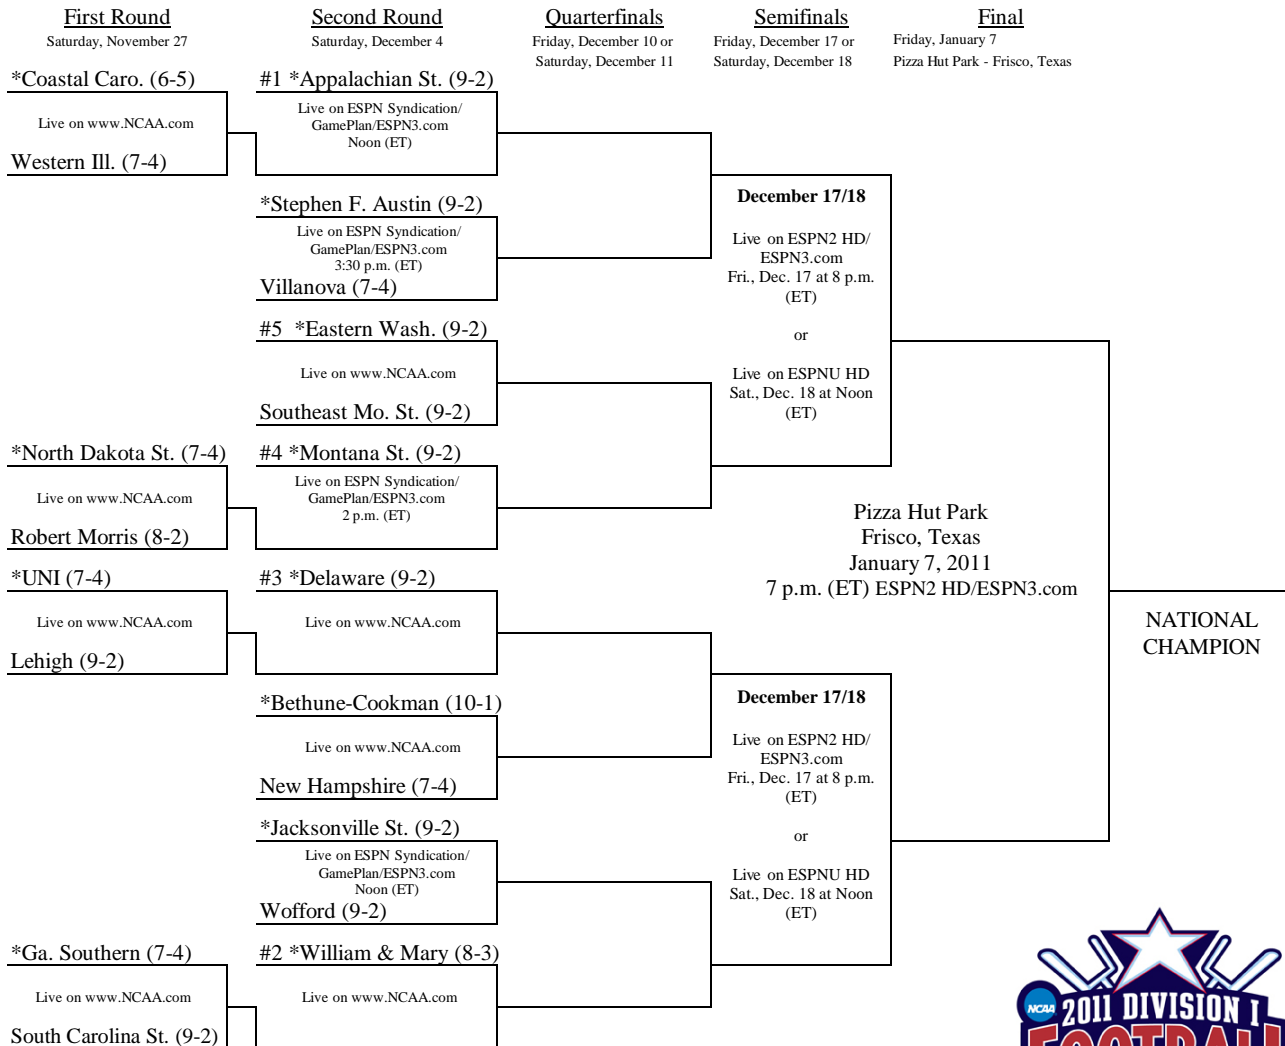 First Round
Saturday, November 27
Second Round
Saturday, December 4
Quarterfinals
Friday, December 10 or
Saturday, December 11
Semifinals
Friday, December 17 or
Saturday, December 18
Final
Friday, January 7
Pizza Hut Park - Frisco, Texas
*Coastal Caro. (6-5)
Live on www.NCAA.com
Western Ill. (7-4)
#1 *Appalachian St. (9-2)
Live on ESPN Syndication/
GamePlan/ESPN3.com
Noon (ET)
*Stephen F. Austin (9-2)
Live on ESPN Syndication/
GamePlan/ESPN3.com
3:30 p.m. (ET)
Villanova (7-4)
#5 *Eastern Wash. (9-2)
Live on www.NCAA.com
Southeast Mo. St. (9-2)
*North Dakota St. (7-4)
Live on www.NCAA.com
Robert Morris (8-2)
#4 *Montana St. (9-2)
Live on ESPN Syndication/
GamePlan/ESPN3.com
2 p.m. (ET)
*UNI (7-4)
Live on www.NCAA.com
Lehigh (9-2)
#3 *Delaware (9-2)
Live on www.NCAA.com
*Bethune-Cookman (10-1)
Live on www.NCAA.com
New Hampshire (7-4)
*Jacksonville St. (9-2)
Live on ESPN Syndication/
GamePlan/ESPN3.com
Noon (ET)
Wofford (9-2)
*Ga. Southern (7-4)
Live on www.NCAA.com
South Carolina St. (9-2)
#2 *William & Mary (8-3)
Live on www.NCAA.com
December 17/18
Live on ESPN2 HD/
ESPN3.com
Fri., Dec. 17 at 8 p.m.
(ET)
or
Live on ESPNU HD
Sat., Dec. 18 at Noon
(ET)
December 17/18
Live on ESPN2 HD/
ESPN3.com
Fri., Dec. 17 at 8 p.m.
(ET)
or
Live on ESPNU HD
Sat., Dec. 18 at Noon
(ET)
Pizza Hut Park
Frisco, Texas
January 7, 2011
7 p.m. (ET) ESPN2 HD/ESPN3.com
NATIONAL
CHAMPION
NCAA
2011 DIVISION I
FOOTBALL